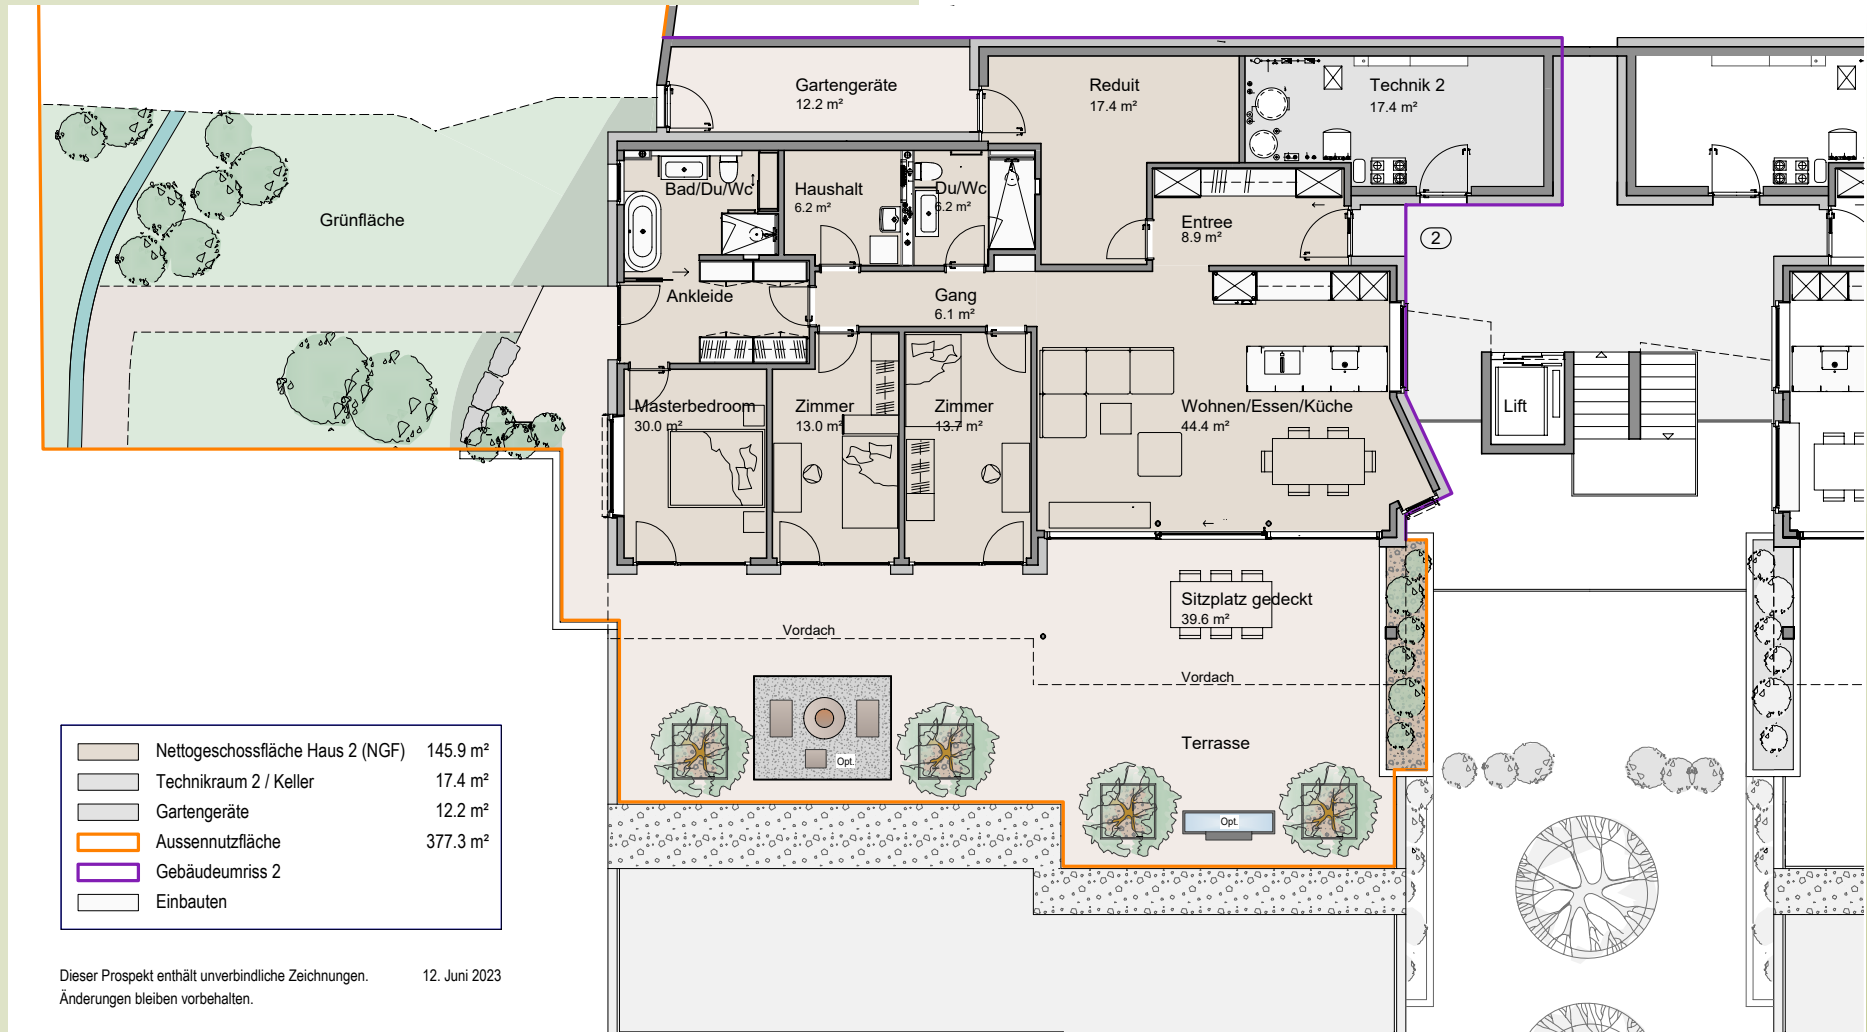 Gartengeräte
12.2 m²
Reduit
17.4 m²
Technik 2
17.4 m²
Bad/Du/Wc
Haushalt
6.2 m²
Du/Wc
6.2 m²
Entree
8.9 m²
2
Grünfläche
Ankleide
Gang
6.1 m²
Masterbedroom
30.0 m²
Zimmer
13.0 m²
Zimmer
13.7 m²
Wohnen/Essen/Küche
44.4 m²
Lift
Sitzplatz gedeckt
39.6 m²
Vordach
Vordach
Terrasse
Opt.
Opt.
Nettogeschossfläche Haus 2 (NGF) 145.9 m²
Technikraum 2 / Keller 17.4 m²
Gartengeräte 12.2 m²
Aussennutzfläche 377.3 m²
Gebäudeumriss 2
Einbauten
Dieser Prospekt enthält unverbindliche Zeichnungen. 12. Juni 2023
Änderungen bleiben vorbehalten.